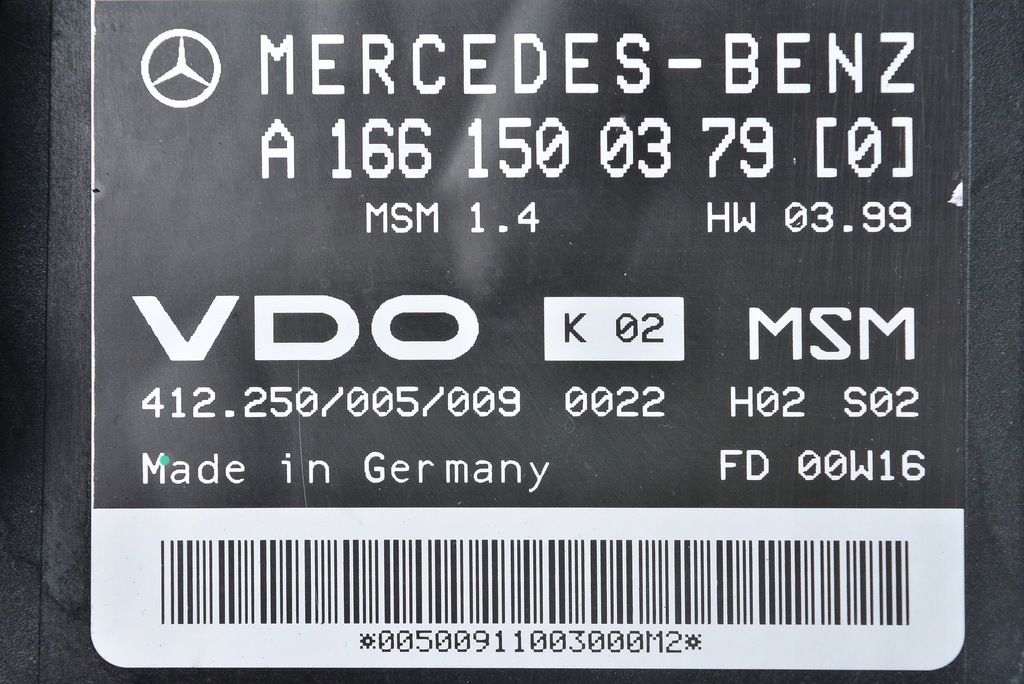 MERCEDES-BENZ
A 166 150 03 79 [0]
MSM 1.4 HW 03.99
VDO K 02 MSM
412.250/005/009 0022 H02 S02
Made in Germany FD 00W16
*00500911003000M2*